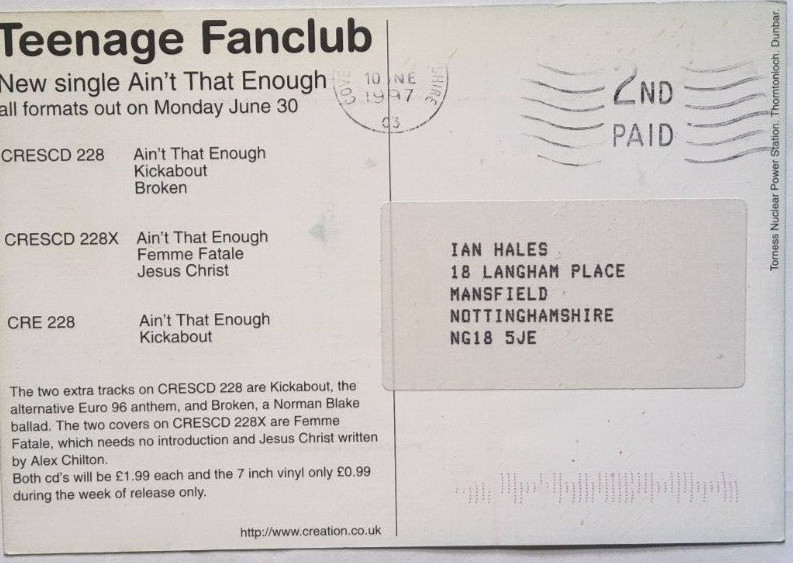 Teenage Fanclub
New single Ain't That Enough
all formats out on Monday June 30
CRESCD 228 Ain't That Enough
Kickabout
Broken
CRESCD 228X Ain't That Enough
Femme Fatale
Jesus Christ
CRE 228 Ain't That Enough
Kickabout
The two extra tracks on CRESCD 228 are Kickabout, the
alternative Euro 96 anthem, and Broken, a Norman Blake
ballad. The two covers on CRESCD 228X are Femme
Fatale, which needs no introduction and Jesus Christ written
by Alex Chilton.
Both cd's will be £1.99 each and the 7 inch vinyl only £0.99
during the week of release only.
http://www.creation.co.uk
10
1997
2ND
PAID
IAN HALES
18 LANGHAM PLACE
MANSFIELD
NOTTINGHAMSHIRE
NG18 5JE
Torness Nuclear Power Station. Thorntonloch. Dunbar.